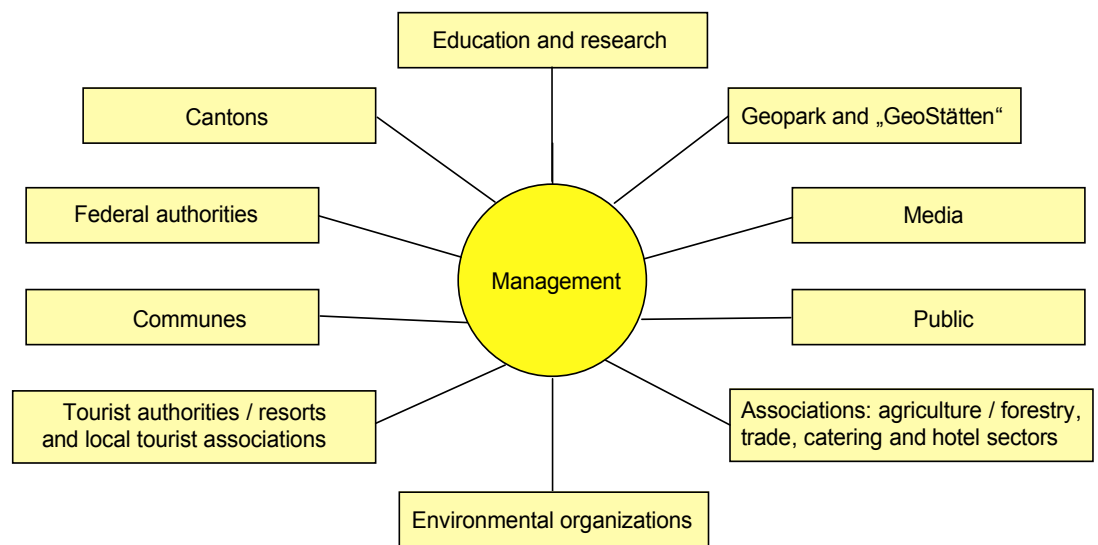 Education and research
Cantons
Geopark and „GeoStätten“
Federal authorities
Media
Management
Communes
Public
Tourist authorities / resorts
and local tourist associations
Associations: agriculture / forestry,
trade, catering and hotel sectors
Environmental organizations